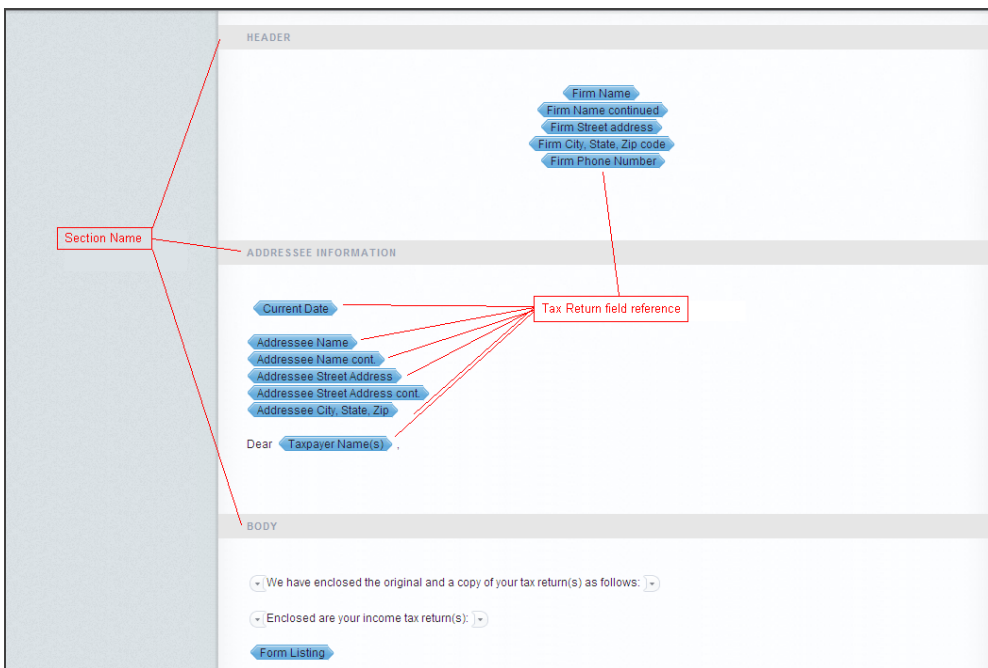 HEADER
Firm Name
Firm Name continued
Firm Street address
Firm City, State, Zip code
Firm Phone Number
Section Name
ADDRESSEE INFORMATION
Current Date
Tax Return field reference
Addressee Name
Addressee Name cont.
Addressee Street Address
Addressee Street Address cont.
Addressee City, State, Zip
Dear Taxpayer Name(s) ,
BODY
We have enclosed the original and a copy of your tax return(s) as follows:
Enclosed are your income tax return(s):
Form Listing